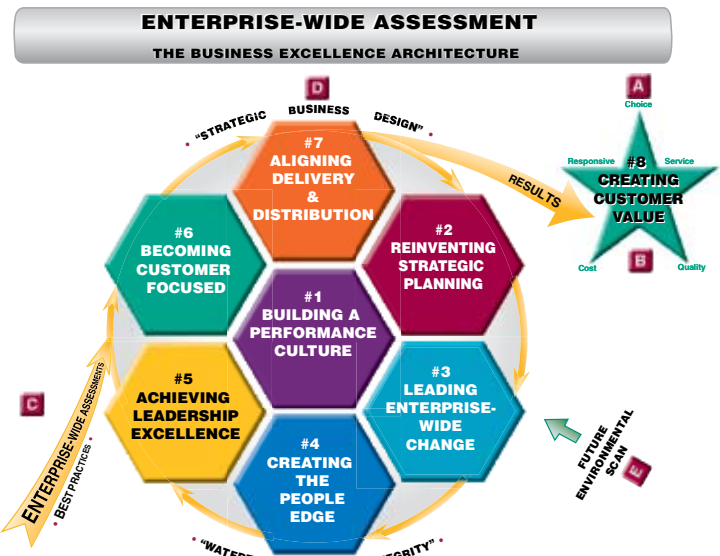 ENTERPRISE-WIDE ASSESSMENT
THE BUSINESS EXCELLENCE ARCHITECTURE
D
• "STRATEGIC BUSINESS DESIGN" •
A
Choice
Responsive
Service
#8
CREATING
CUSTOMER
VALUE
Cost
Quality
B
RESULTS
#7
ALIGNING
DELIVERY
&
DISTRIBUTION
#6
BECOMING
CUSTOMER
FOCUSED
#2
REINVENTING
STRATEGIC
PLANNING
#1
BUILDING A
PERFORMANCE
CULTURE
#5
ACHIEVING
LEADERSHIP
EXCELLENCE
#3
LEADING
ENTERPRISE-
WIDE
CHANGE
#4
CREATING
THE
PEOPLE
EDGE
C
ENTERPRISE-WIDE ASSESSMENTS
• BEST PRACTICES •
FUTURE
ENVIRONMENTAL
SCAN
E